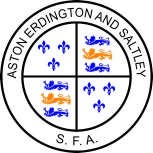 ASTON ERDINGTON AND SALTLEY
S. F. A.